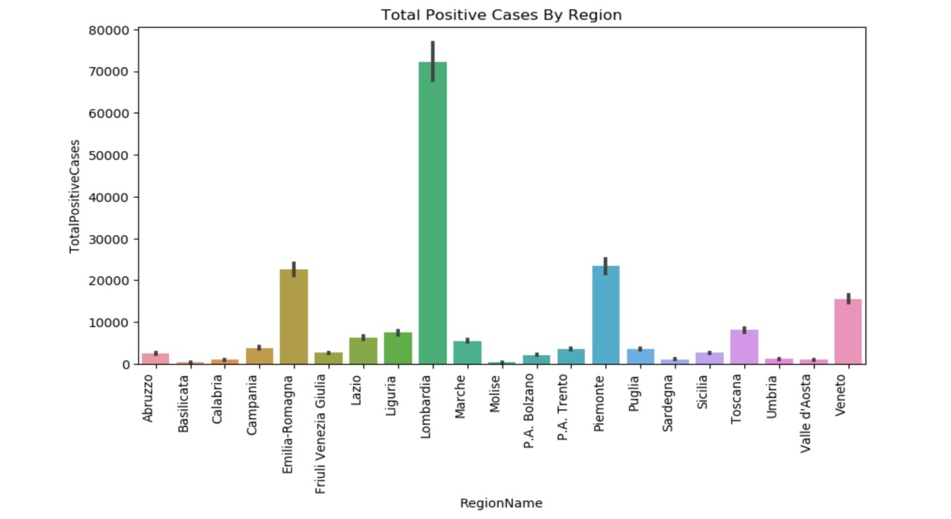 Total Positive Cases By Region
TotalPositiveCases
80000
70000
60000
50000
40000
30000
20000
10000
0
Abruzzo
Basilicata
Calabria
Campania
Emilia-Romagna
Friuli Venezia Giulia
Lazio
Liguria
Lombardia
Marche
Molise
P.A. Bolzano
P.A. Trento
Piemonte
Puglia
Sardegna
Sicilia
Toscana
Umbria
Valle d'Aosta
Veneto
RegionName